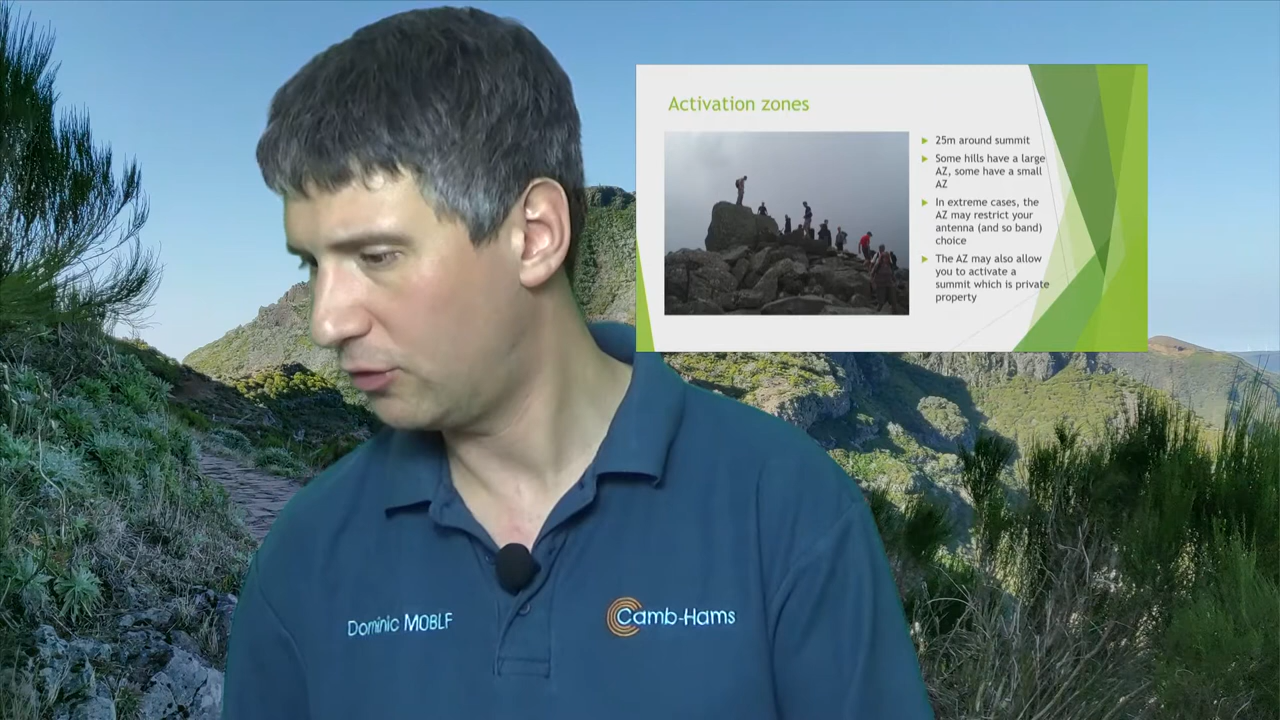 Activation zones
25m around summit
Some hills have a large
AZ, some have a small
AZ
In extreme cases, the
AZ may restrict your
antenna (and so band)
choice
The AZ may also allow
you to activate a
summit which is private
property
Dominic M0BLF
Camb-Hams